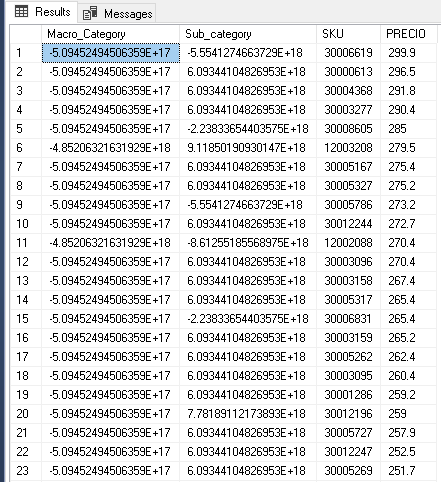 Results Messages
Macro_Category Sub_category SKU PRECIO
1 -5.09452494506359E+17 -5.5541274663729E+18 30006619 299.9
2 -5.09452494506359E+17 6.09344104826953E+18 30000613 296.5
3 -5.09452494506359E+17 6.09344104826953E+18 30004368 291.8
4 -5.09452494506359E+17 6.09344104826953E+18 30003277 290.4
5 -5.09452494506359E+17 -2.23833654403575E+18 30008605 285
6 -4.85206321631929E+18 9.11850190930147E+18 12003208 279.5
7 -5.09452494506359E+17 6.09344104826953E+18 30005167 275.4
8 -5.09452494506359E+17 6.09344104826953E+18 30005327 275.2
9 -5.09452494506359E+17 -5.5541274663729E+18 30005786 273.2
10 -5.09452494506359E+17 6.09344104826953E+18 30012244 272.7
11 -4.85206321631929E+18 -8.61255185568975E+18 12002088 270.4
12 -5.09452494506359E+17 6.09344104826953E+18 30003096 270.4
13 -5.09452494506359E+17 6.09344104826953E+18 30003158 267.4
14 -5.09452494506359E+17 6.09344104826953E+18 30005317 265.4
15 -5.09452494506359E+17 -2.23833654403575E+18 30006831 265.4
16 -5.09452494506359E+17 6.09344104826953E+18 30003159 265.2
17 -5.09452494506359E+17 6.09344104826953E+18 30005262 262.4
18 -5.09452494506359E+17 6.09344104826953E+18 30003095 260.4
19 -5.09452494506359E+17 6.09344104826953E+18 30001286 259.2
20 -5.09452494506359E+17 7.78189112173893E+18 30012196 259
21 -5.09452494506359E+17 6.09344104826953E+18 30005727 257.9
22 -5.09452494506359E+17 6.09344104826953E+18 30012247 252.5
23 -5.09452494506359E+17 6.09344104826953E+18 30005269 251.7